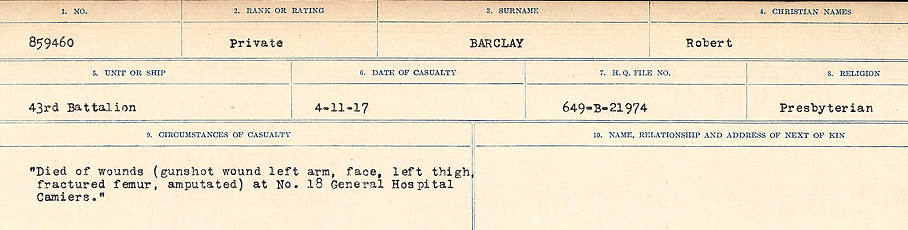 1. NO. 2. RANK OR RATING 3. SURNAME 4. CHRISTIAN NAMES
859460 Private BARCLAY Robert
5. UNIT OR SHIP 6. DATE OF CASUALTY 7. H. Q. FILE NO. 8. RELIGION
43rd Battalion 4-11-17 649-B-21974 Presbyterian
9. CIRCUMSTANCES OF CASUALTY 10. NAME, RELATIONSHIP AND ADDRESS OF NEXT OF KIN
"Died of wounds (gunshot wound left arm, face, left thigh,
fractured femur, amputated) at No. 18 General Hospital
Camiers."